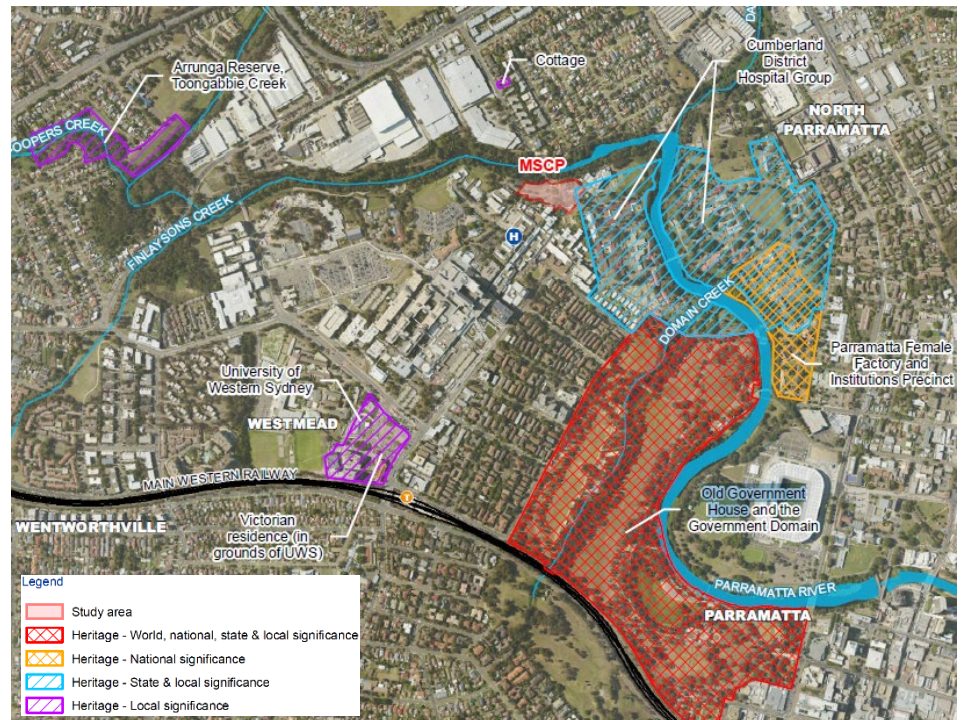 Arrunga Reserve,
Toongabbie Creek
Cottage
Cumberland
District
Hospital Group
NORTH
PARRAMATTA
OOPERS CREEK
MSCP
FINLAYSONS CREEK
H
DOMAIN CREEK
Parramatta Female
Factory and
Institutions Precinct
University of
Western Sydney
WESTMEAD
MAIN WESTERN RAILWAY
T
WENTWORTHVILLE
Victorian
residence (in
grounds of UWS)
Old Government
House and the
Government Domain
PARRAMATTA RIVER
PARRAMATTA
Legend
Study area
Heritage - World, national, state & local significance
Heritage - National significance
Heritage - State & local significance
Heritage - Local significance